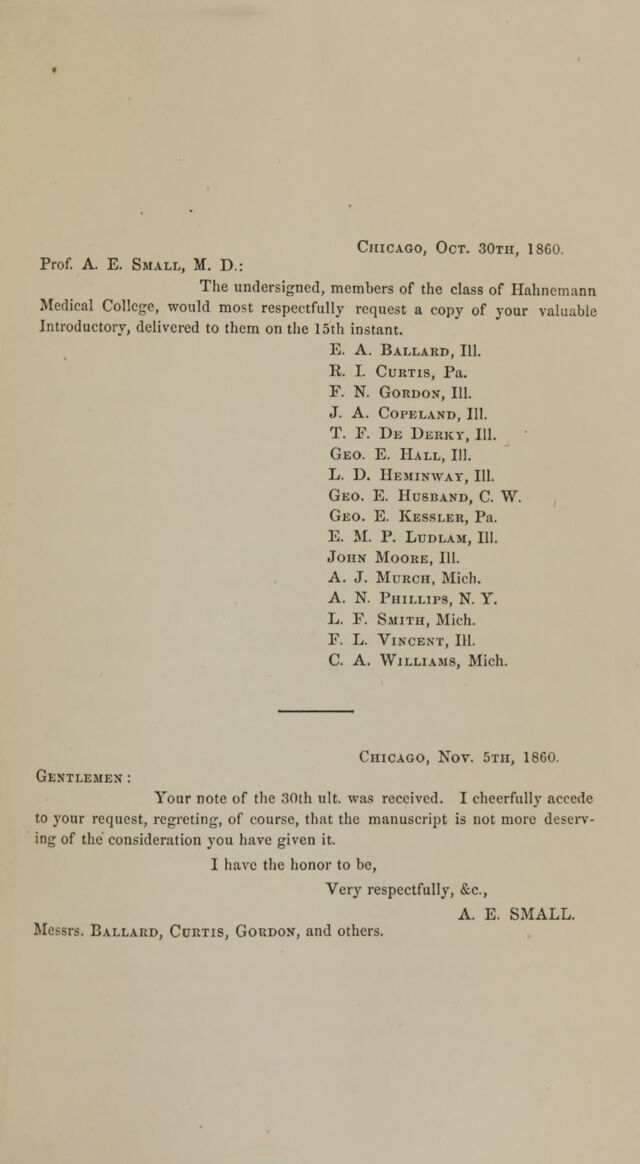 Chicago, Oct. 30th, 1860.
Prof. A. E. Small, M. D.:
The undersigned, members of the class of Hahnemann
Medical College, would most respectfully request a copy of your valuable
Introductory, delivered to them on the 15th instant.
E. A. Ballard, Ill.
R. I. Curtis, Pa.
F. N. Gordon, Ill.
J. A. Copeland, Ill.
T. F. De Derky, Ill.
Geo. E. Hall, Ill.
L. D. Heminway, Ill.
Geo. E. Husband, C. W.
Geo. E. Kessler, Pa.
E. M. P. Ludlam, Ill.
John Moore, Ill.
A. J. Murch, Mich.
A. N. Phillips, N. Y.
L. F. Smith, Mich.
F. L. Vincent, Ill.
C. A. Williams, Mich.
Chicago, Nov. 5th, 1860.
Gentlemen:
Your note of the 30th ult. was received. I cheerfully accede
to your request, regreting, of course, that the manuscript is not more deserv-
ing of the consideration you have given it.
I have the honor to be,
Very respectfully, &c.,
A. E. SMALL.
Messrs. Ballard, Curtis, Gordon, and others.